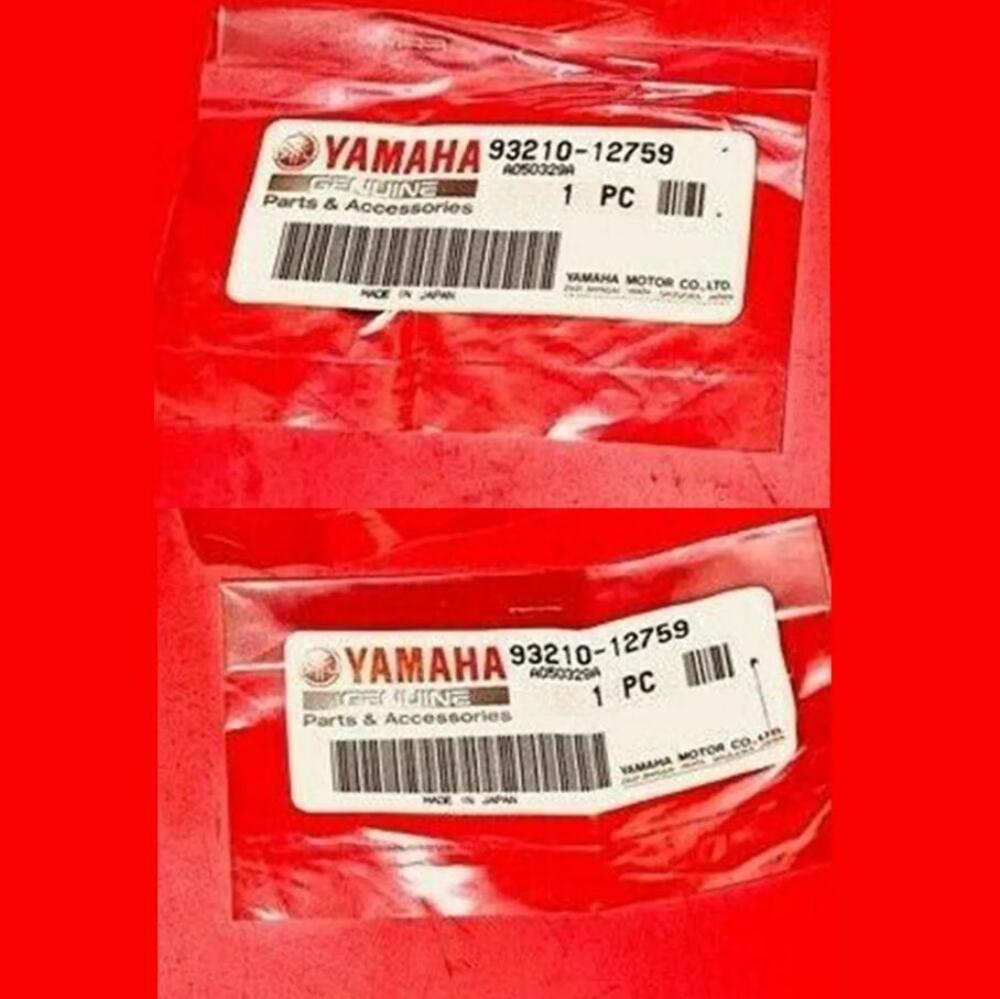 YAMAHA 93210-12759
A050329A
GENUINE
1 PC
Parts & Accessories
YAMAHA MOTOR CO.,LTD.
MADE IN JAPAN
YAMAHA 93210-12759
A050329A
GENUINE
1 PC
Parts & Accessories
YAMAHA MOTOR CO.,LTD.
MADE IN JAPAN